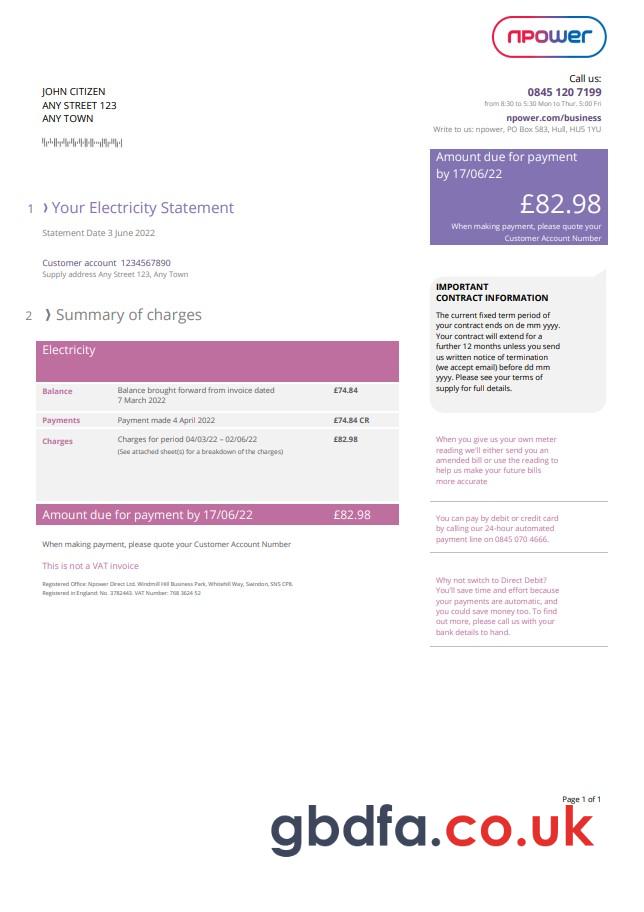 npower
Call us:
0845 120 7199
from 8:30 to 5:30 Mon to Thur. 5:00 Fri
npower.com/business
Write to us: npower, PO Box 583, Hull, HU5 1YU
JOHN CITIZEN
ANY STREET 123
ANY TOWN
Amount due for payment
by 17/06/22
£82.98
When making payment, please quote your
Customer Account Number
1 Your Electricity Statement
Statement Date 3 June 2022
Customer account 1234567890
Supply address Any Street 123, Any Town
IMPORTANT
CONTRACT INFORMATION
The current fixed term period of
your contract ends on de mm yyyy.
Your contract will extend for a
further 12 months unless you send
us written notice of termination
(we accept email) before dd mm
yyyy. Please see your terms of
supply for full details.
2 Summary of charges
Electricity
Balance Balance brought forward from invoice dated £74.84
7 March 2022
Payments Payment made 4 April 2022 £74.84 CR
Charges Charges for period 04/03/22 – 02/06/22 £82.98
(See attached sheet(s) for a breakdown of the charges)
Amount due for payment by 17/06/22 £82.98
When making payment, please quote your Customer Account Number
This is not a VAT invoice
Registered Office: Npower Direct Ltd. Windmill Hill Business Park, Whitehill Way, Swindon, SN5 CPB.
Registered in England: No. 3782443. VAT Number: 768 3624 52
When you give us your own meter
reading we'll either send you an
amended bill or use the reading to
help us make your future bills
more accurate
You can pay by debit or credit card
by calling our 24-hour automated
payment line on 0845 070 4666.
Why not switch to Direct Debit?
You'll save time and effort because
your payments are automatic, and
you could save money too. To find
out more, please call us with your
bank details to hand.
Page 1 of 1
gbdfa.co.uk